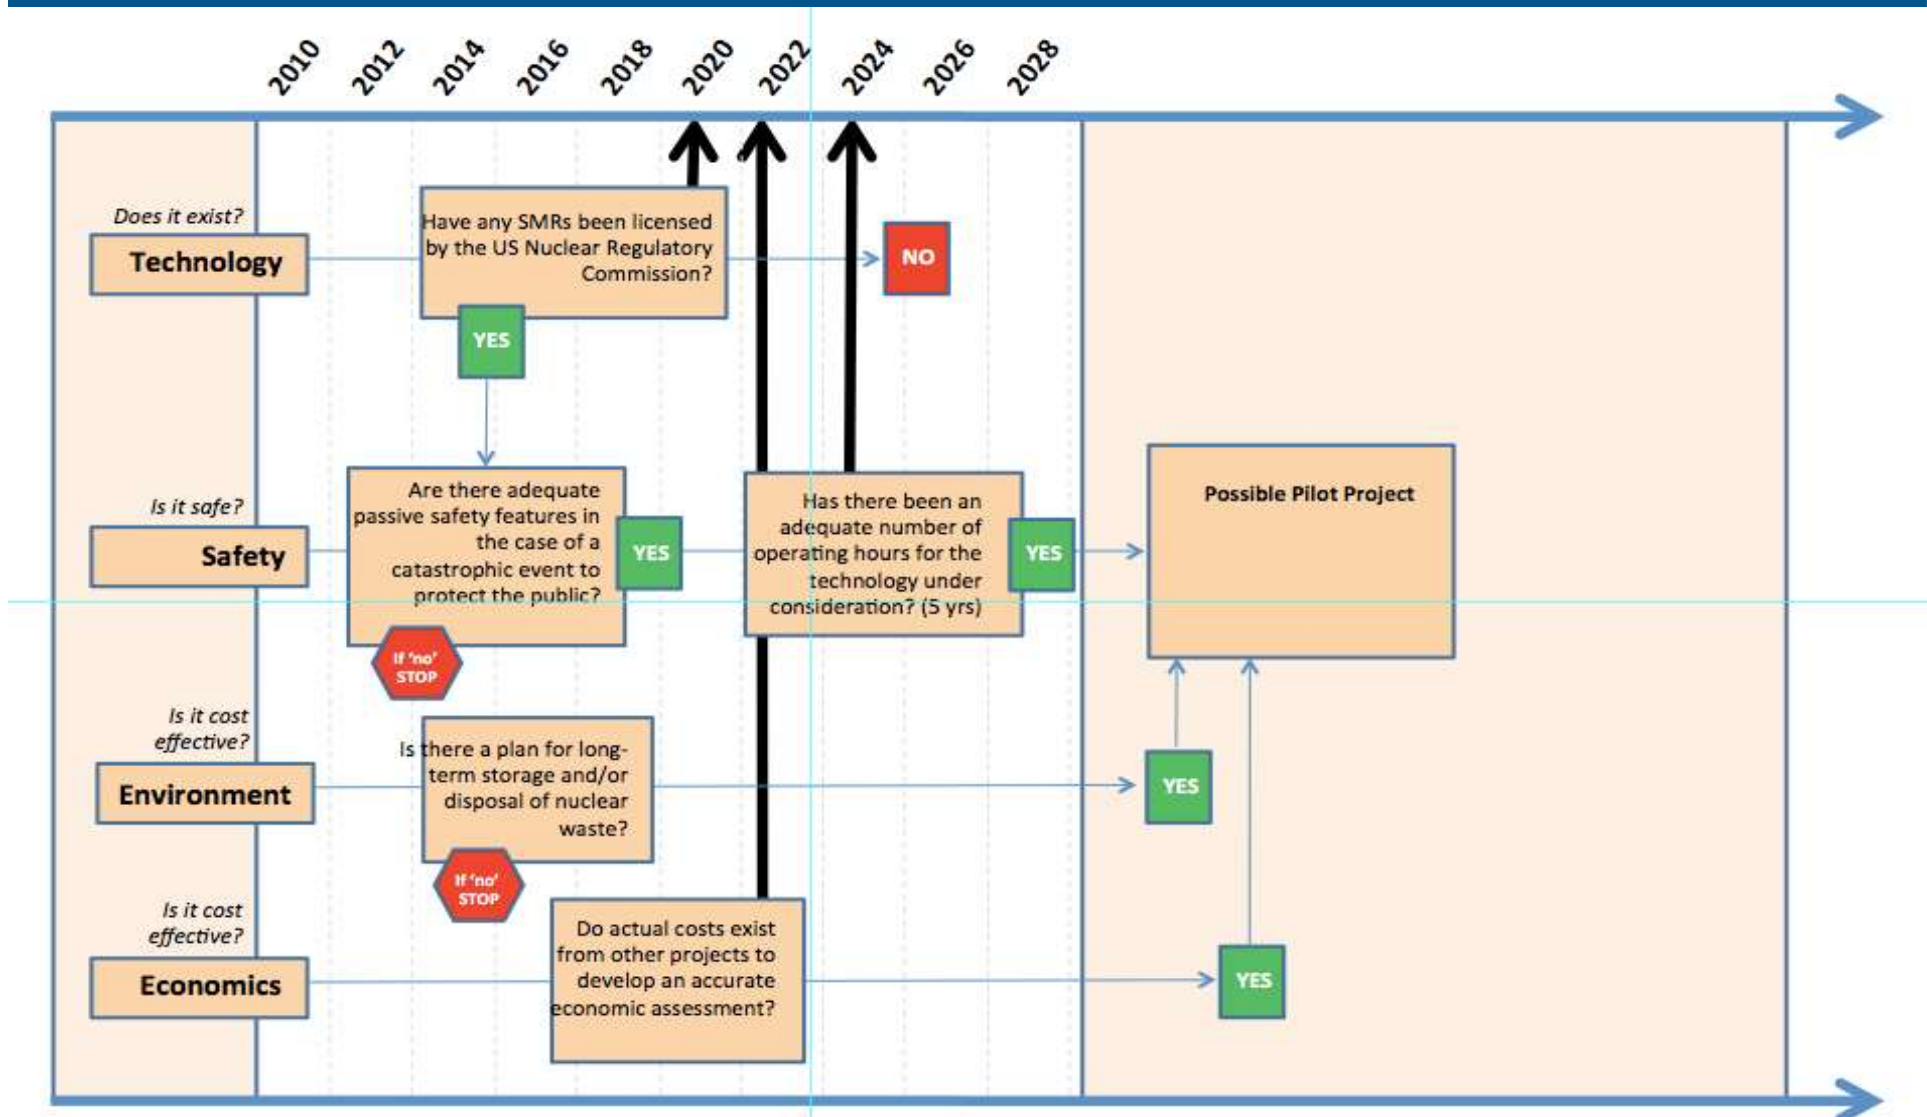 2010
2012
2014
2016
2018
2020
2022
2024
2026
2028
Does it exist?
Technology
Have any SMRs been licensed
by the US Nuclear Regulatory
Commission?
NO
YES
Is it safe?
Safety
Are there adequate
passive safety features in
the case of a
catastrophic event to
protect the public?
If 'no'
STOP
YES
Has there been an
adequate number of
operating hours for the
technology under
consideration? (5 yrs)
YES
Possible Pilot Project
Is it cost
effective?
Environment
Is there a plan for long-
term storage and/or
disposal of nuclear
waste?
If 'no'
STOP
YES
Is it cost
effective?
Economics
Do actual costs exist
from other projects to
develop an accurate
economic assessment?
YES